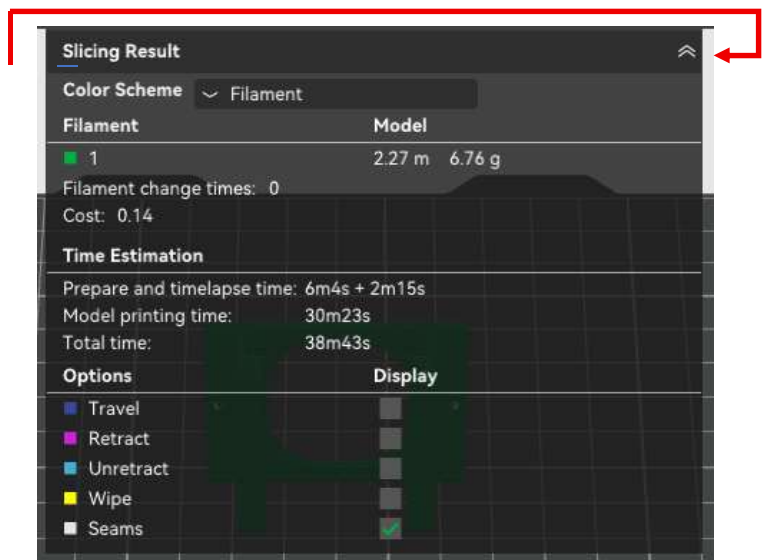 Slicing Result
Color Scheme Filament
Filament Model
1 2.27 m 6.76 g
Filament change times: 0
Cost: 0.14
Time Estimation
Prepare and timelapse time: 6m4s + 2m15s
Model printing time: 30m23s
Total time: 38m43s
Options Display
Travel
Retract
Unretract
Wipe
Seams